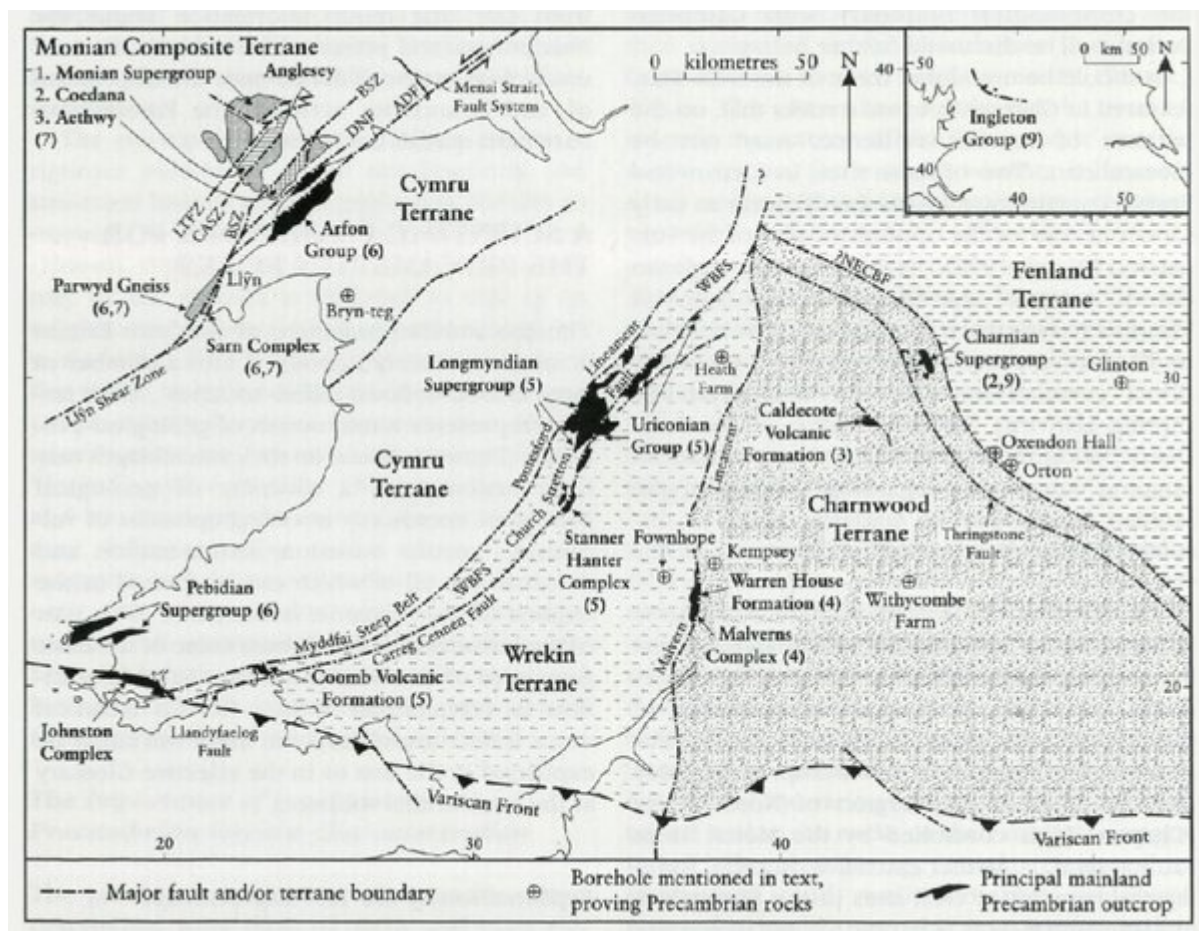 Monian Composite Terrane
1. Monian Supergroup
2. Coedana
3. Aethwy
(7)
Anglesey
BSZ
ADF
DNF
Menai Strait
Fault System
0 kilometres 50 N
40
50
0 km 50 N
Ingleton
Group (9)
40
40
50
LTFZ
CASZ
BSZ
Cymru
Terrane
Arfon
Group (6)
Llŷn
Parwyd Gneiss
(6,7)
Bryn-teg
Sarn Complex
(6,7)
Llŷn Shear Zone
WBFS
?NECBF
Fenland
Terrane
Charnian
Supergroup
(2,9)
Glinton
30
Longmyndian
Supergroup (5)
Lineament
Fault
Heath
Farm
Uriconian
Group (5)
Caldecote
Volcanic
Formation (3)
Lineament
Oxendon Hall
Orton
Cymru
Terrane
Pontesford
Church Stretton
Charnwood
Terrane
Thringstone
Fault
Stanner
Hanter
Complex
(5)
Fownhope
Kempsey
Warren House
Formation (4)
Withycombe
Farm
Pebidian
Supergroup (6)
Myddfai Steep Belt
WBFS
Carreg Cennen Fault
Wrekin
Terrane
Malvern
Malverns
Complex (4)
Coomb Volcanic
Formation (5)
20
Johnston
Complex
Llandyfaelog
Fault
Variscan Front
Variscan Front
20
30
40
Major fault and/or terrane boundary
Borehole mentioned in text,
proving Precambrian rocks
Principal mainland
Precambrian outcrop